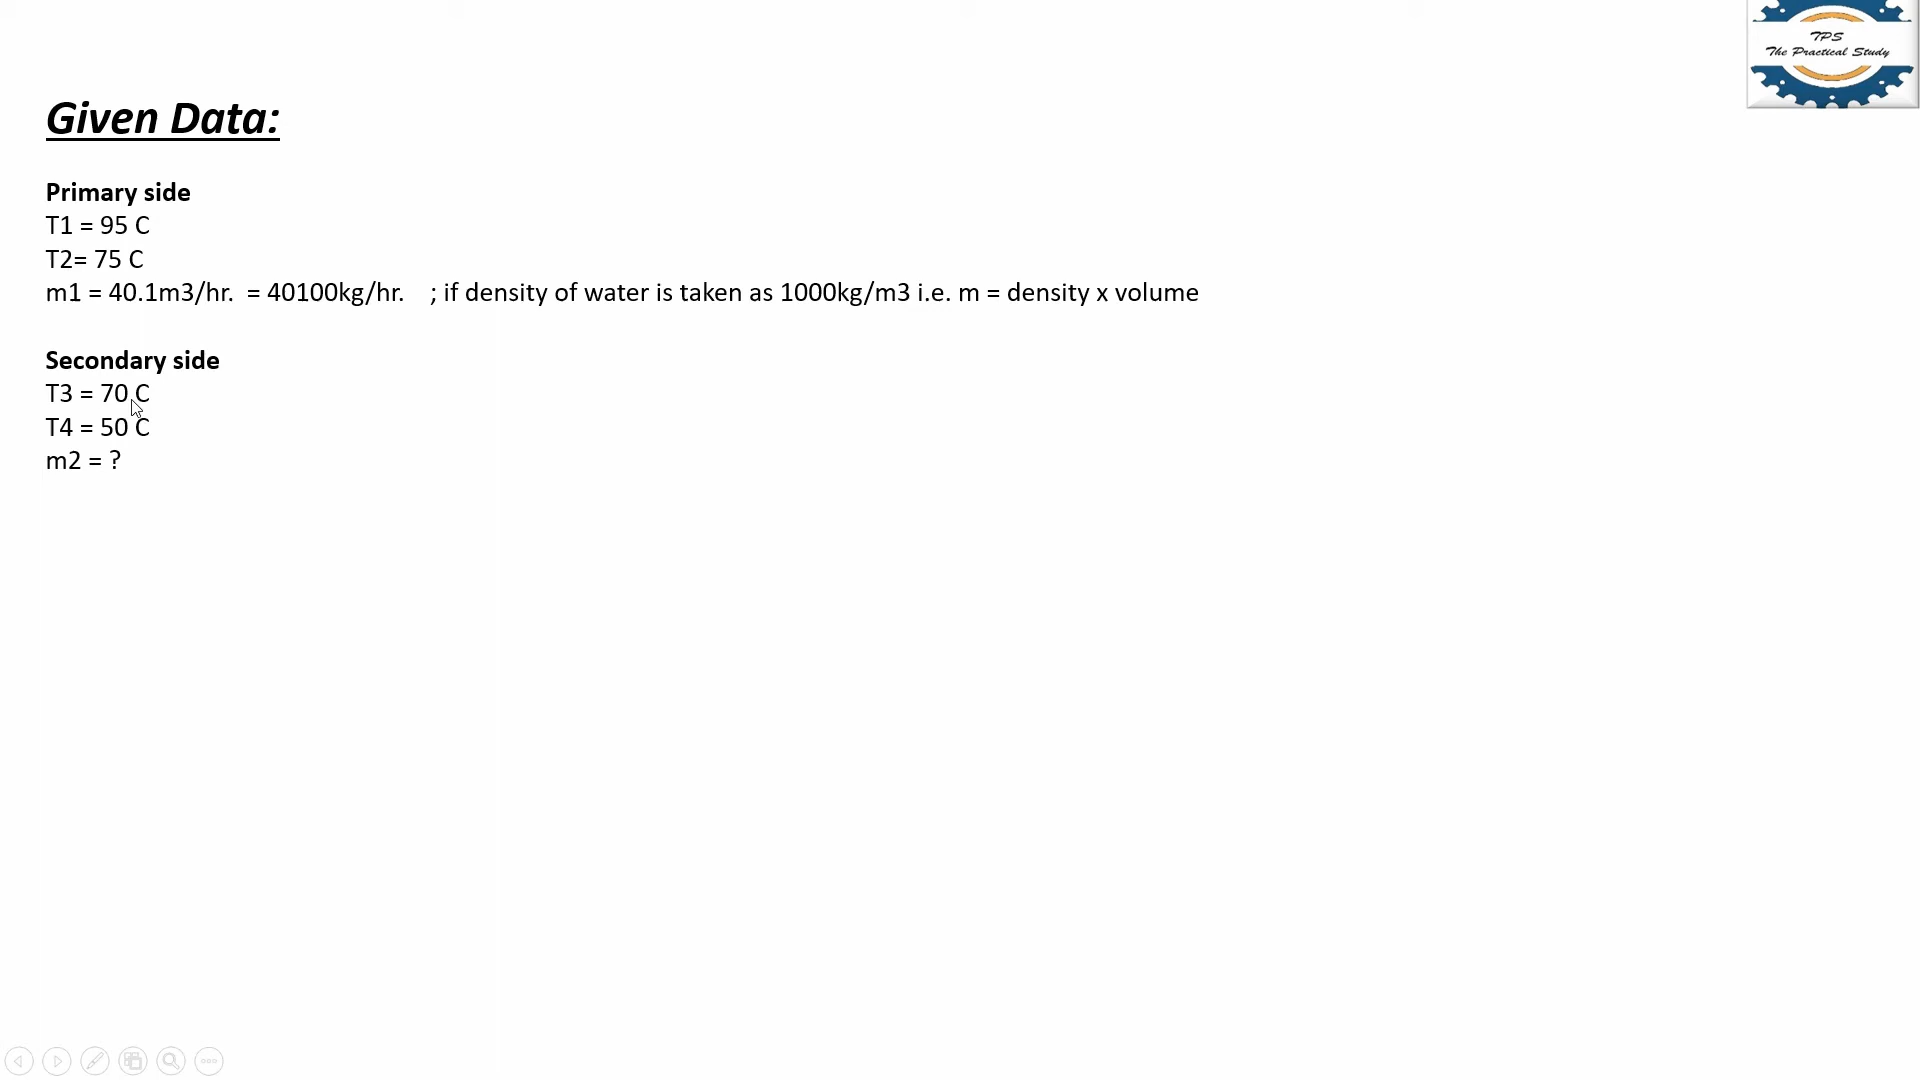 TPS
The Practical Study
Given Data:
Primary side
T1 = 95 C
T2= 75 C
m1 = 40.1m3/hr.  = 40100kg/hr.    ; if density of water is taken as 1000kg/m3 i.e. m = density x volume
Secondary side
T3 = 70 C
T4 = 50 C
m2 = ?